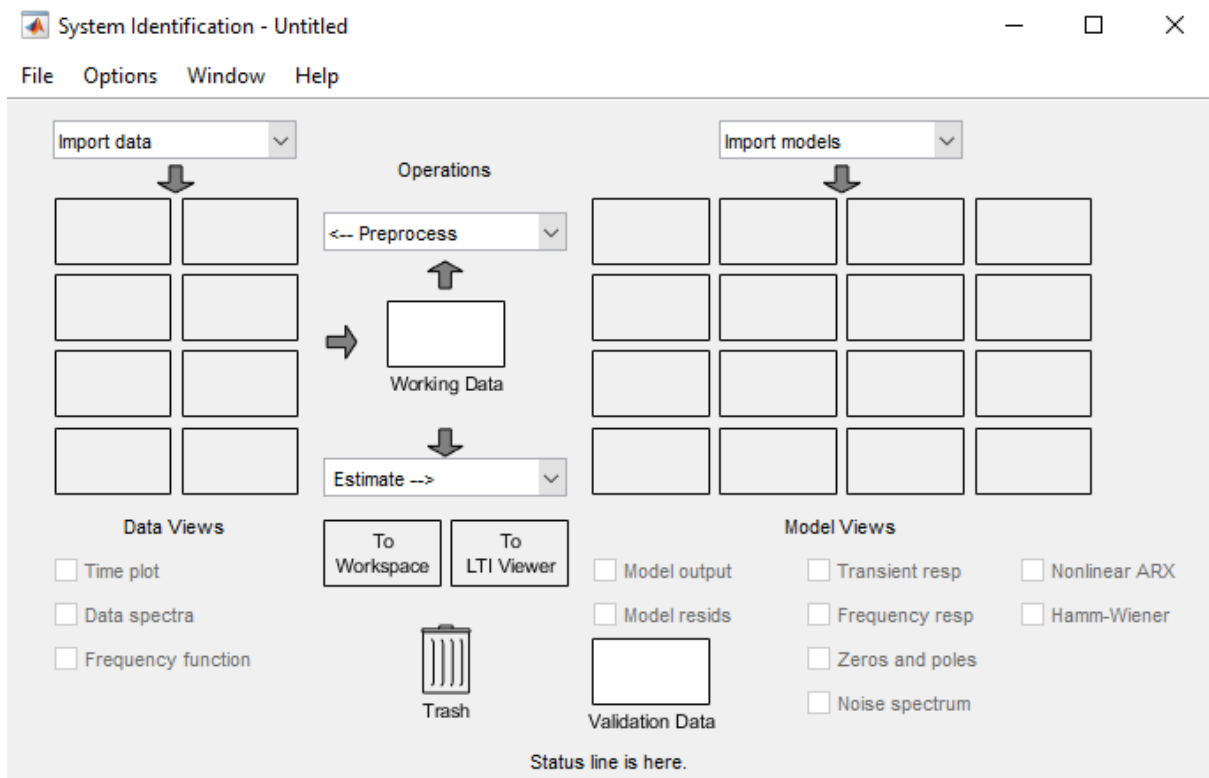 System Identification - Untitled
File Options Window Help
Import data
Import models
Operations
<-- Preprocess
Working Data
Estimate -->
Data Views
To
Workspace
To
LTI Viewer
Model Views
Time plot
Data spectra
Frequency function
Trash
Model output
Model resids
Transient resp
Frequency resp
Zeros and poles
Noise spectrum
Nonlinear ARX
Hamm-Wiener
Validation Data
Status line is here.